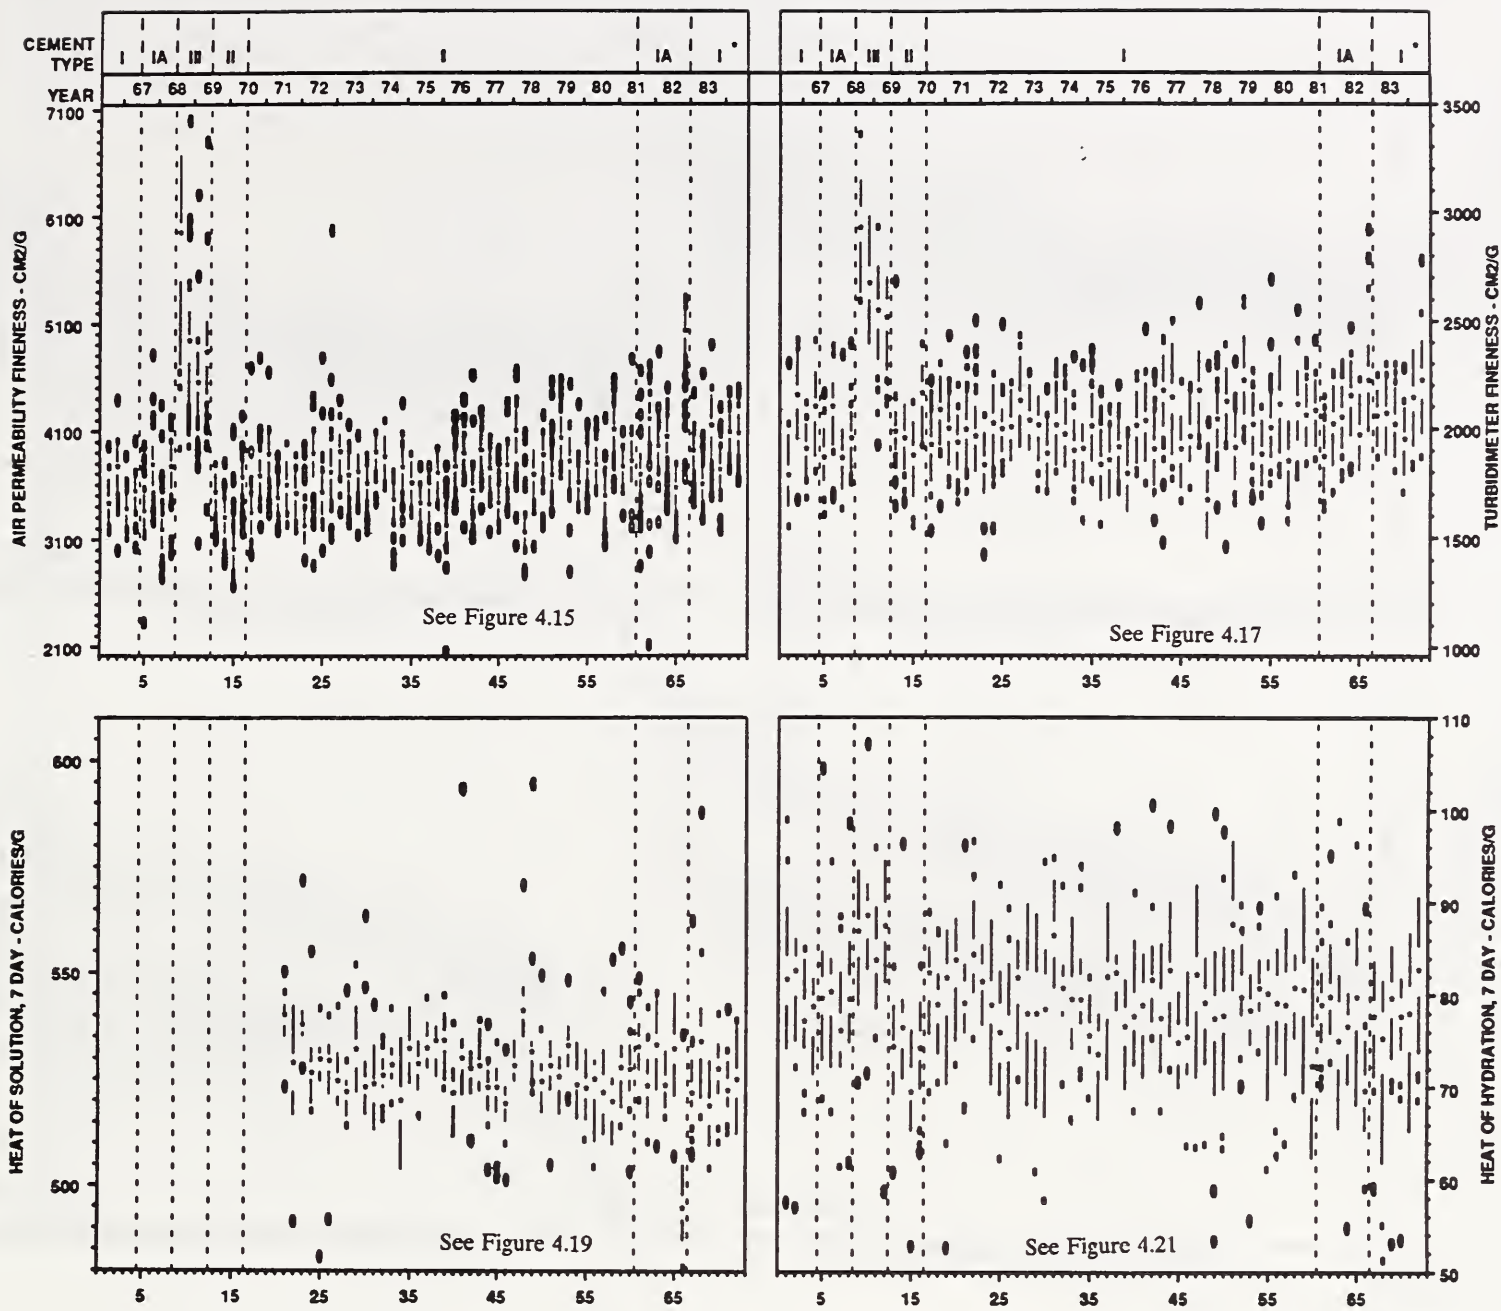 CEMENT TYPE I IA III II I IA I * I IA III II I IA I *
YEAR 67 68 69 70 71 72 73 74 75 76 77 78 79 80 81 82 83 67 68 69 70 71 72 73 74 75 76 77 78 79 80 81 82 83
AIR PERMEABILITY FINENESS - CM2/G
7100
6100
5100
4100
3100
2100
See Figure 4.15
5 15 25 35 45 55 65
3500
3000
2500
2000
1500
1000
TURBIDIMETER FINENESS - CM2/G
See Figure 4.17
5 15 25 35 45 55 65
HEAT OF SOLUTION, 7 DAY - CALORIES/G
600
550
500
See Figure 4.19
5 15 25 35 45 55 65
110
100
90
80
70
60
50
HEAT OF HYDRATION, 7 DAY - CALORIES/G
See Figure 4.21
5 15 25 35 45 55 65